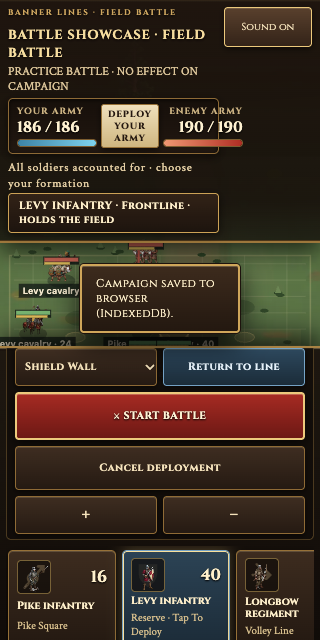 BANNER LINES · FIELD BATTLE
BATTLE SHOWCASE · FIELD
BATTLE
PRACTICE BATTLE · NO EFFECT ON
CAMPAIGN
Sound on
YOUR ARMY
186 / 186
DEPLOY
YOUR
ARMY
ENEMY ARMY
190 / 190
All soldiers accounted for · choose
your formation
LEVY INFANTRY · Frontline ·
HOLDS THE FIELD
Levy cavalry
Campaign saved to
browser
(IndexedDB).
evy cavalry · 24
Pike
· 40
Shield Wall
Return to line
⚔ START BATTLE
Cancel deployment
+
−
16
Pike infantry
Pike Square
40
Levy infantry
Reserve · Tap To
Deploy
Longbow
regiment
Volley Line